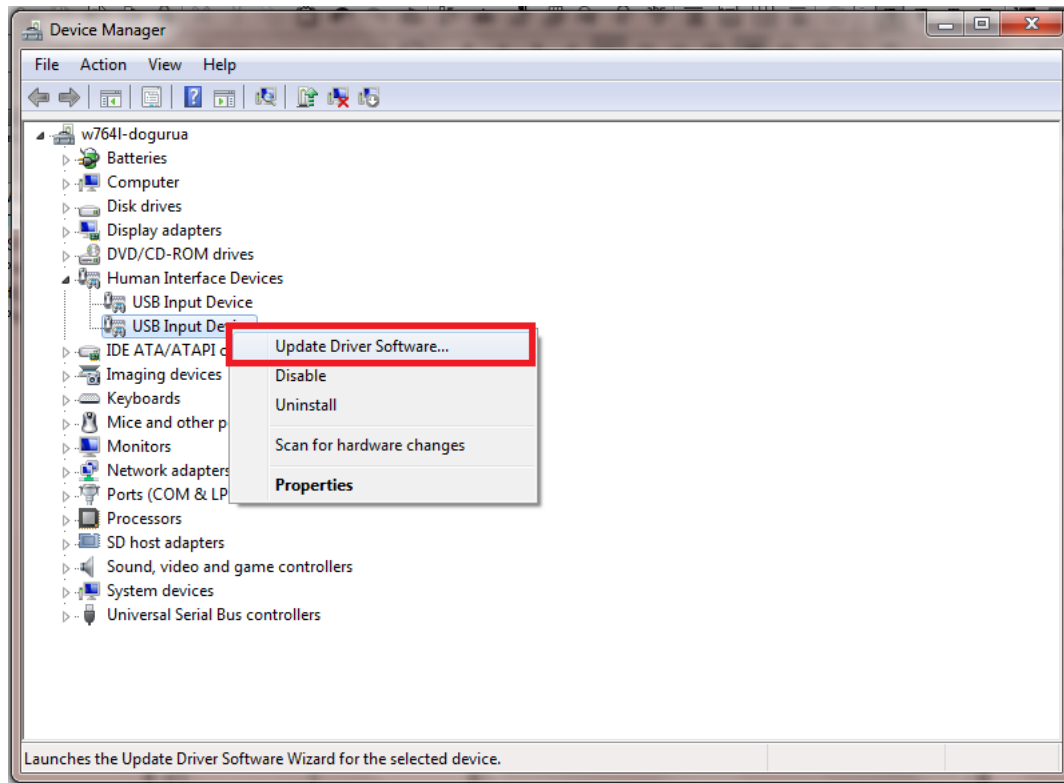 Device Manager
File Action View Help
w764I-dogurua
Batteries
Computer
Disk drives
Display adapters
DVD/CD-ROM drives
Human Interface Devices
USB Input Device
USB Input De
Update Driver Software...
IDE ATA/ATAPI
Disable
Imaging devices
Uninstall
Keyboards
Mice and other p
Scan for hardware changes
Monitors
Network adapters
Properties
Ports (COM & LP
Processors
SD host adapters
Sound, video and game controllers
System devices
Universal Serial Bus controllers
Launches the Update Driver Software Wizard for the selected device.